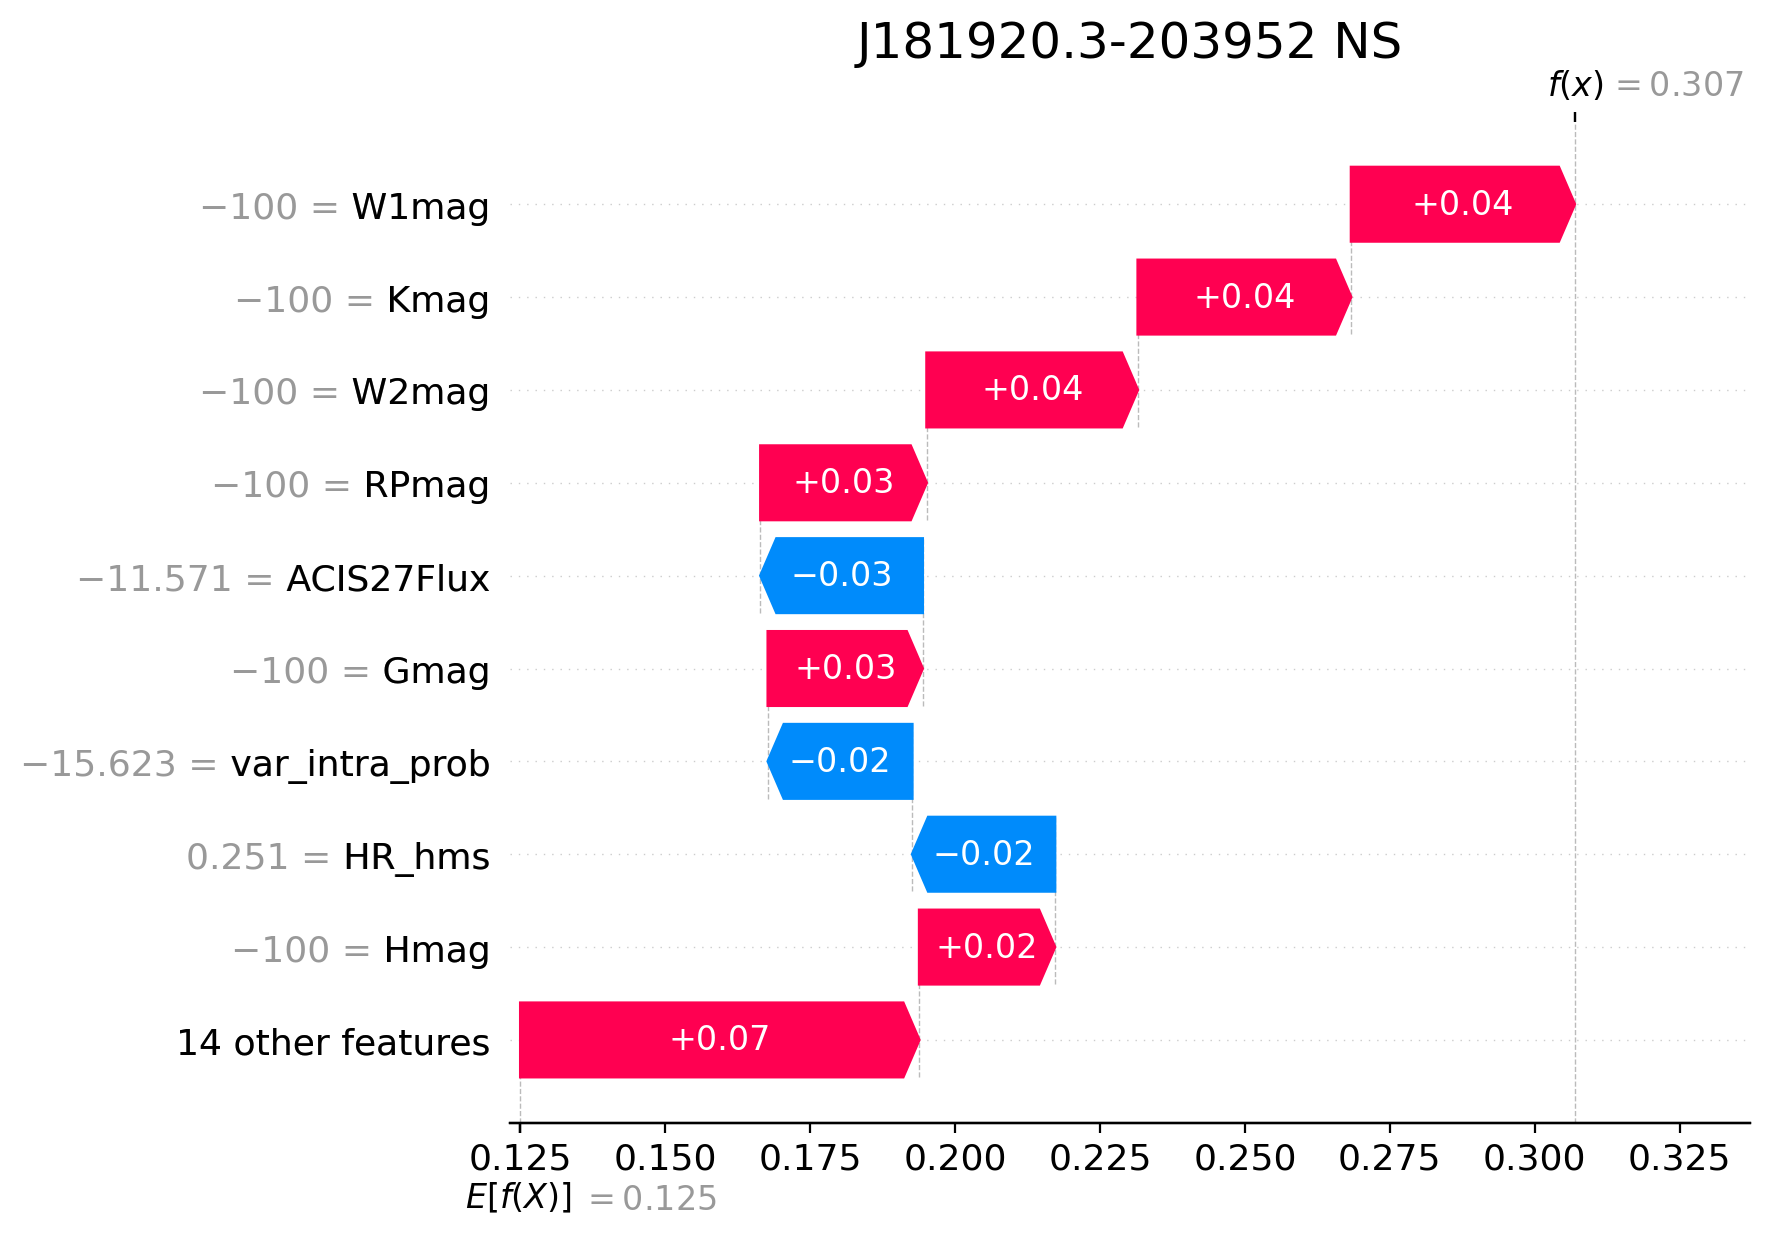 J181920.3-203952 NS
f(x) = 0.307
−100 = W1mag
+0.04
−100 = Kmag
+0.04
−100 = W2mag
+0.04
−100 = RPmag
+0.03
−11.571 = ACIS27Flux
−0.03
−100 = Gmag
+0.03
−15.623 = var_intra_prob
−0.02
0.251 = HR_hms
−0.02
−100 = Hmag
+0.02
14 other features
+0.07
0.125 0.150 0.175 0.200 0.225 0.250 0.275 0.300 0.325
E[f(X)] = 0.125